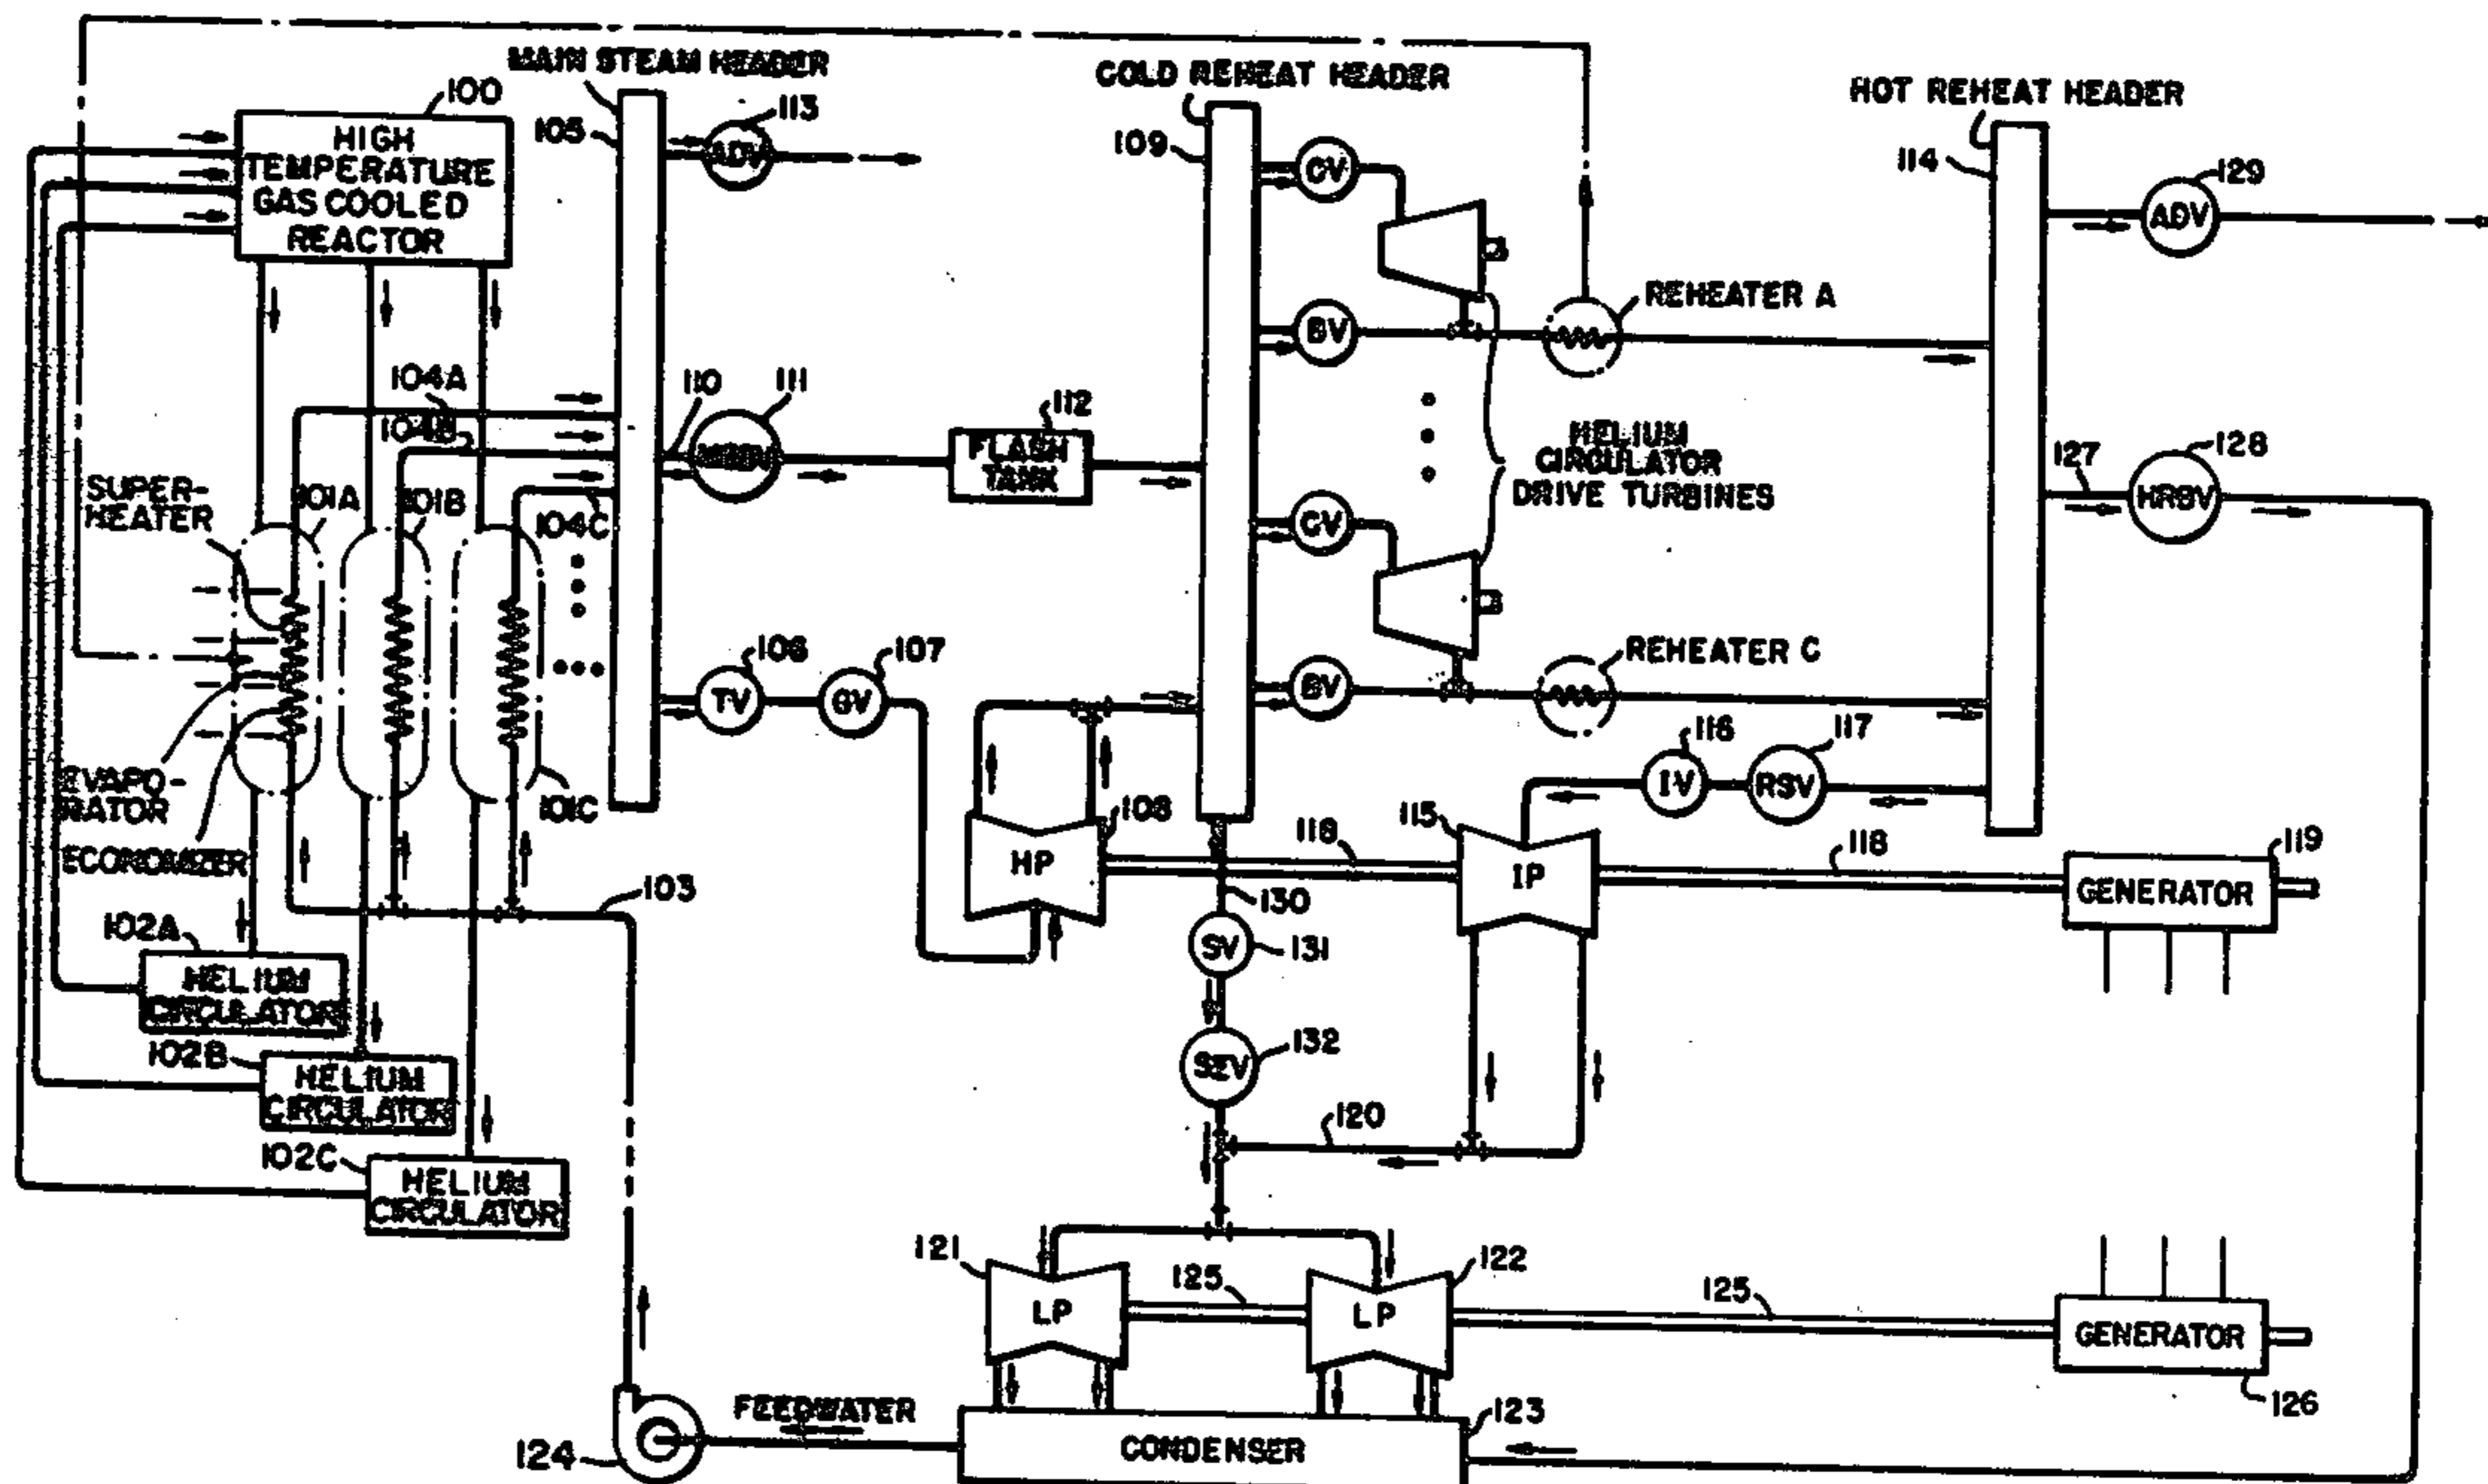 MAIN STEAM HEADER
COLD REHEAT HEADER
HOT REHEAT HEADER
100
HIGH
TEMPERATURE
GAS COOLED
REACTOR
105
113
ADV
109
CV
114
129
ADV
BV
REHEATER A
104A
104B
104C
110
111
112
FLASH
TANK
HELIUM
CIRCULATOR
DRIVE TURBINES
127
128
HRBV
SUPER-
HEATER
101A
101B
101C
CV
106
TV
107
GV
BV
REHEATER C
116
IV
117
RSV
EVAPO-
RATOR
ECONOMIZER
108
HP
118
115
IP
118
119
GENERATOR
103
130
SV
131
102A
HELIUM
CIRCULATOR
102B
HELIUM
CIRCULATOR
132
120
102C
HELIUM
CIRCULATOR
121
LP
125
122
LP
125
GENERATOR
126
124
FEEDWATER
CONDENSER
123